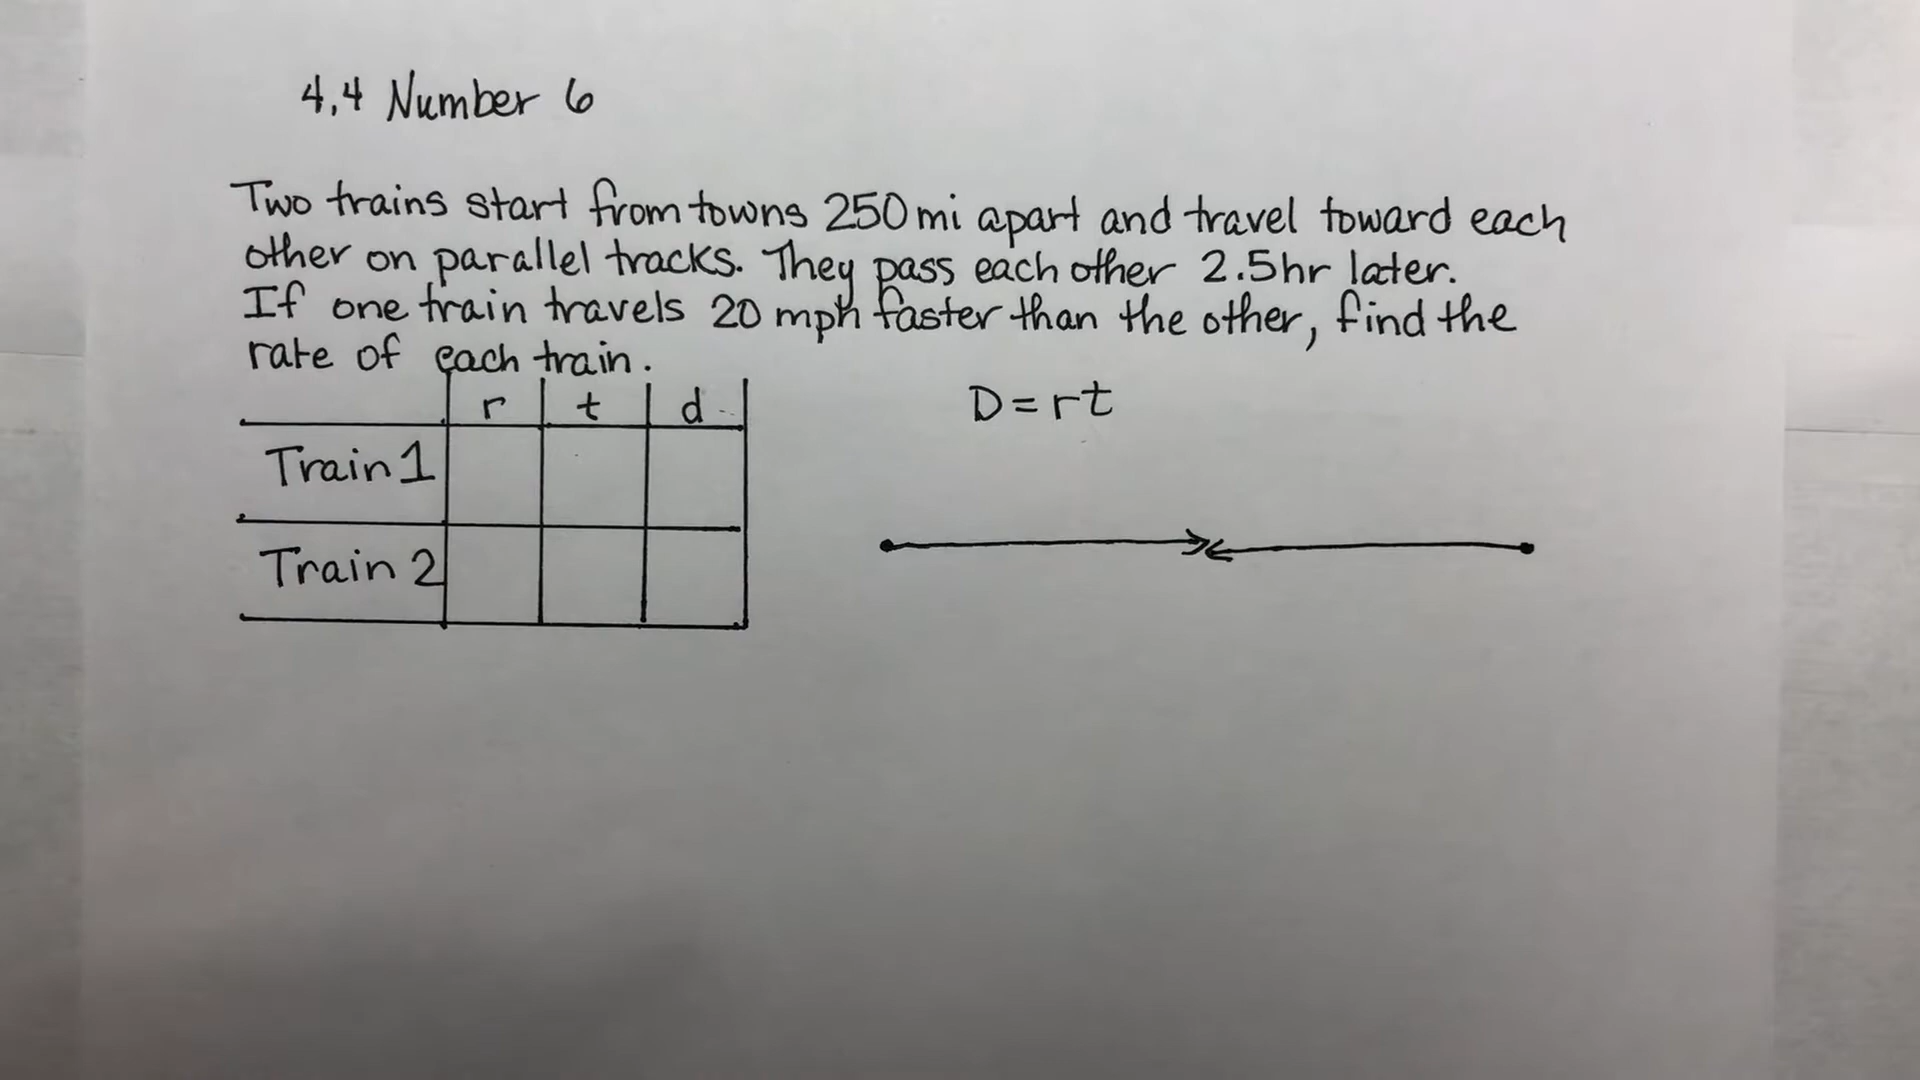 4.4 Number 6
Two trains start from towns 250 mi apart and travel toward each
other on parallel tracks. They pass each other 2.5hr later.
If one train travels 20 mph faster than the other, find the
rate of each train.
r t d
D = rt
Train 1
Train 2